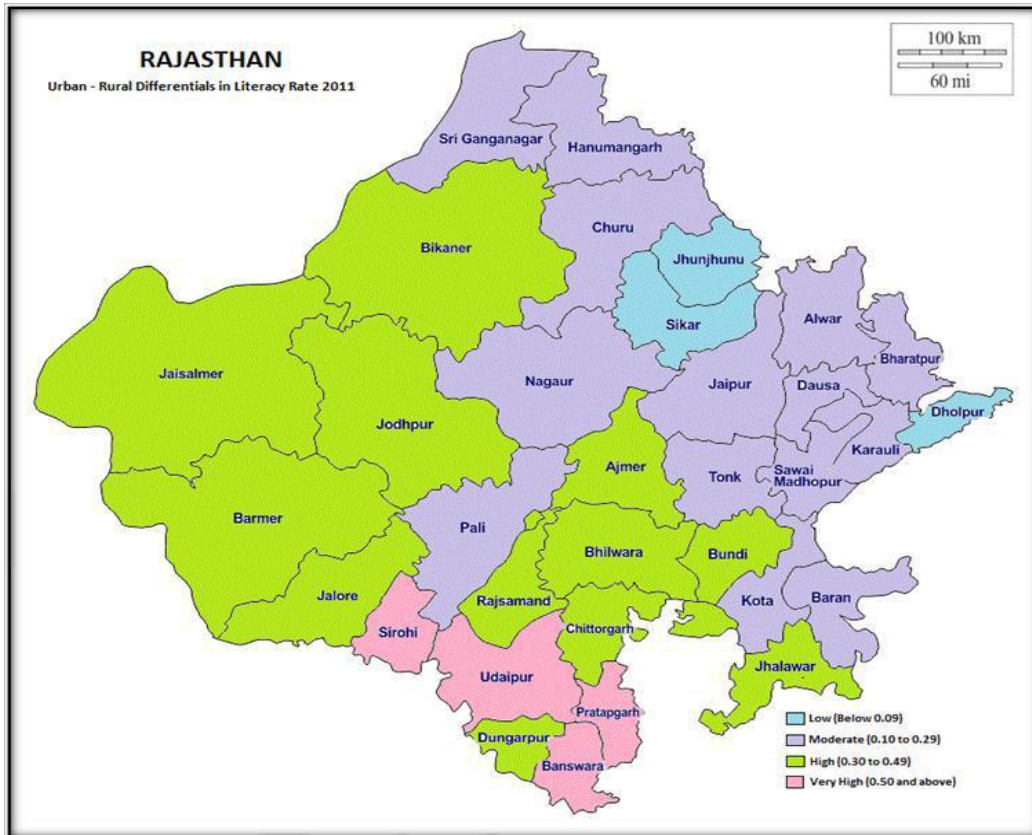 RAJASTHAN
Urban - Rural Differentials in Literacy Rate 2011
100 km
60 mi
Sri Ganganagar
Hanumangarh
Churu
Bikaner
Jhunjhunu
Sikar
Alwar
Bharatpur
Jaisalmer
Nagaur
Jaipur
Dausa
Dholpur
Jodhpur
Karauli
Ajmer
Tonk
Sawai
Madhopur
Barmer
Pali
Bhilwara
Bundi
Jalore
Rajsamand
Kota
Baran
Sirohi
Chittorgarh
Jhalawar
Udaipur
Pratapgarh
Dungarpur
Banswara
Low (Below 0.09)
Moderate (0.10 to 0.29)
High (0.30 to 0.49)
Very High (0.50 and above)